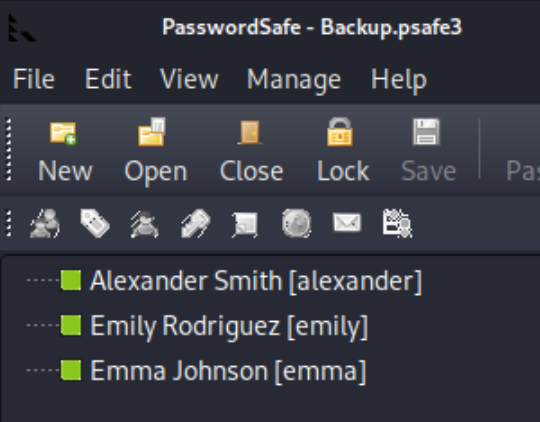 PasswordSafe - Backup.psafe3
File Edit View Manage Help
New Open Close Lock Save Pas
Alexander Smith [alexander]
Emily Rodriguez [emily]
Emma Johnson [emma]